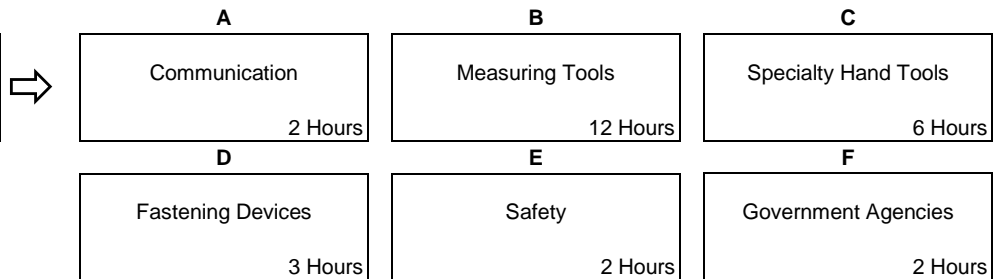 A B C
Communication Measuring Tools Specialty Hand Tools
2 Hours 12 Hours 6 Hours
D E F
Fastening Devices Safety Government Agencies
3 Hours 2 Hours 2 Hours